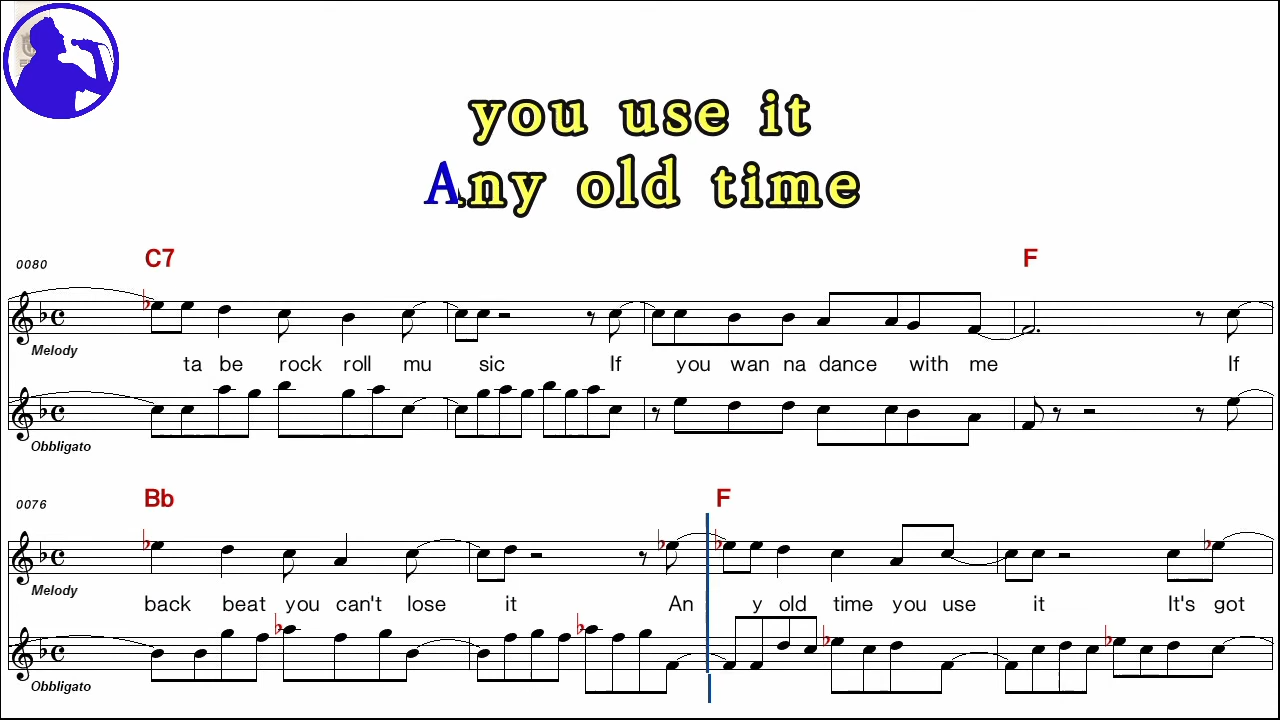 you use it
Any old time
0080
C7 F
Melody
ta be rock roll mu sic If you wan na dance with me If
Obbligato
0076
Bb F
Melody
back beat you can't lose it An y old time you use it It's got
Obbligato